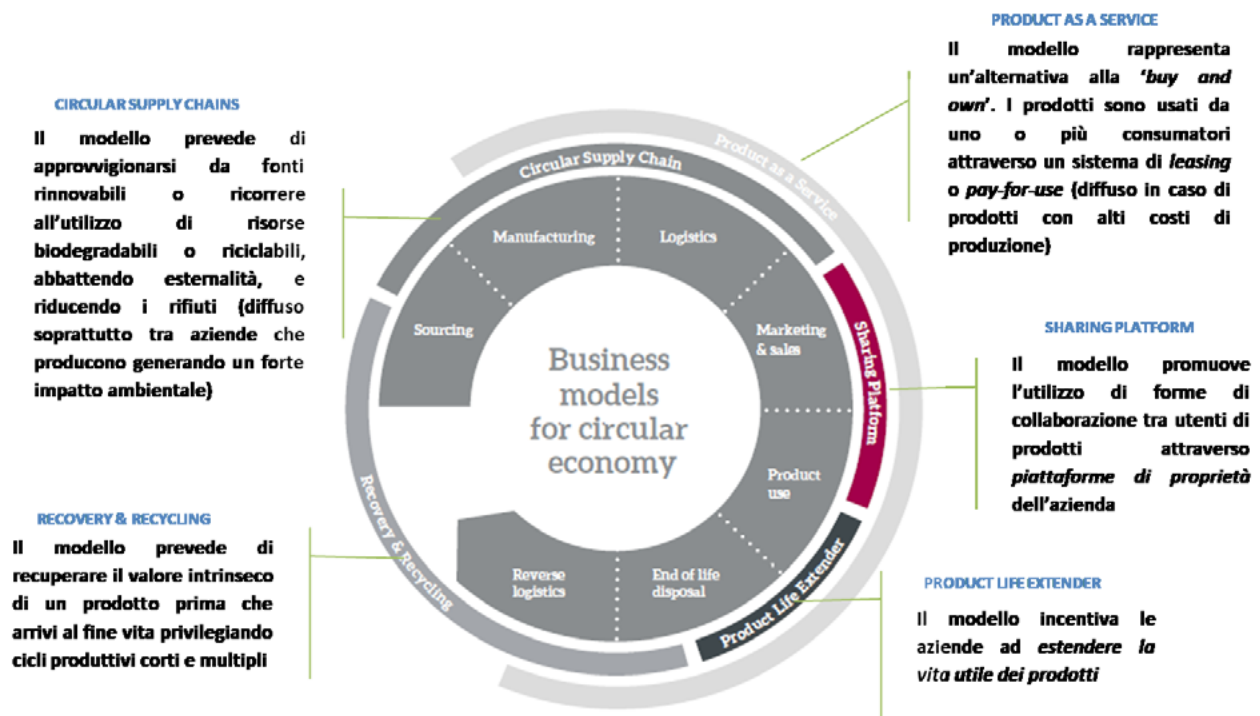 CIRCULAR SUPPLY CHAINS
Il modello prevede di
approvvigionarsi da fonti
rinnovabili o ricorrere
all'utilizzo di risorse
biodegradabili o riciclabili,
abbattendo esternalità, e
riducendo i rifiuti (diffuso
soprattutto tra aziende che
producono generando un forte
impatto ambientale)
RECOVERY & RECYCLING
Il modello prevede di
recuperare il valore intrinseco
di un prodotto prima che
arrivi al fine vita privilegiando
cicli produttivi corti e multipli
Product as a Service
Circular Supply Chain
Sharing Platform
Product Life Extender
Recovery & Recycling
Sourcing
Manufacturing
Logistics
Marketing
& sales
Product
use
End of life
disposal
Reverse
logistics
Business
models
for circular
economy
PRODUCT AS A SERVICE
Il modello rappresenta
un'alternativa alla 'buy and
own'. I prodotti sono usati da
uno o più consumatori
attraverso un sistema di leasing
o pay-for-use (diffuso in caso di
prodotti con alti costi di
produzione)
SHARING PLATFORM
Il modello promuove
l'utilizzo di forme di
collaborazione tra utenti di
prodotti attraverso
piattaforme di proprietà
dell'azienda
PRODUCT LIFE EXTENDER
Il modello incentiva le
aziende ad estendere la
vita utile dei prodotti